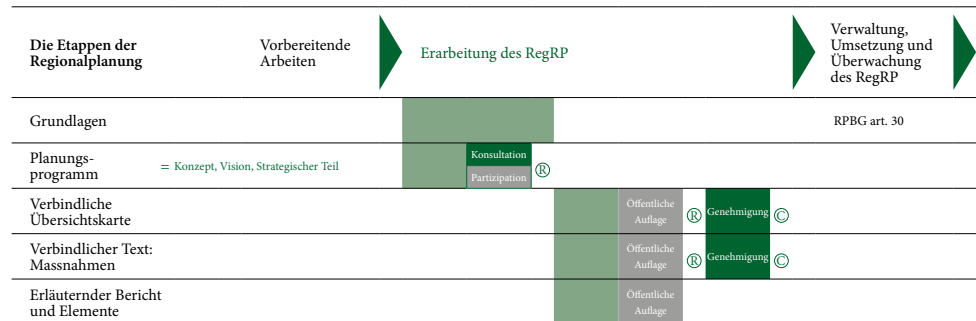 Die Etappen der
Regionalplanung
Vorbereitende
Arbeiten
Erarbeitung des RegRP
Verwaltung,
Umsetzung und
Überwachung
des RegRP
Grundlagen
RPBG art. 30
Planungs-
programm
= Konzept, Vision, Strategischer Teil
Konsultation
Partizipation
®
Verbindliche
Übersichtskarte
Öffentliche
Auflage
®
Genehmigung
©
Verbindlicher Text:
Massnahmen
Öffentliche
Auflage
®
Genehmigung
©
Erläuternder Bericht
und Elemente
Öffentliche
Auflage